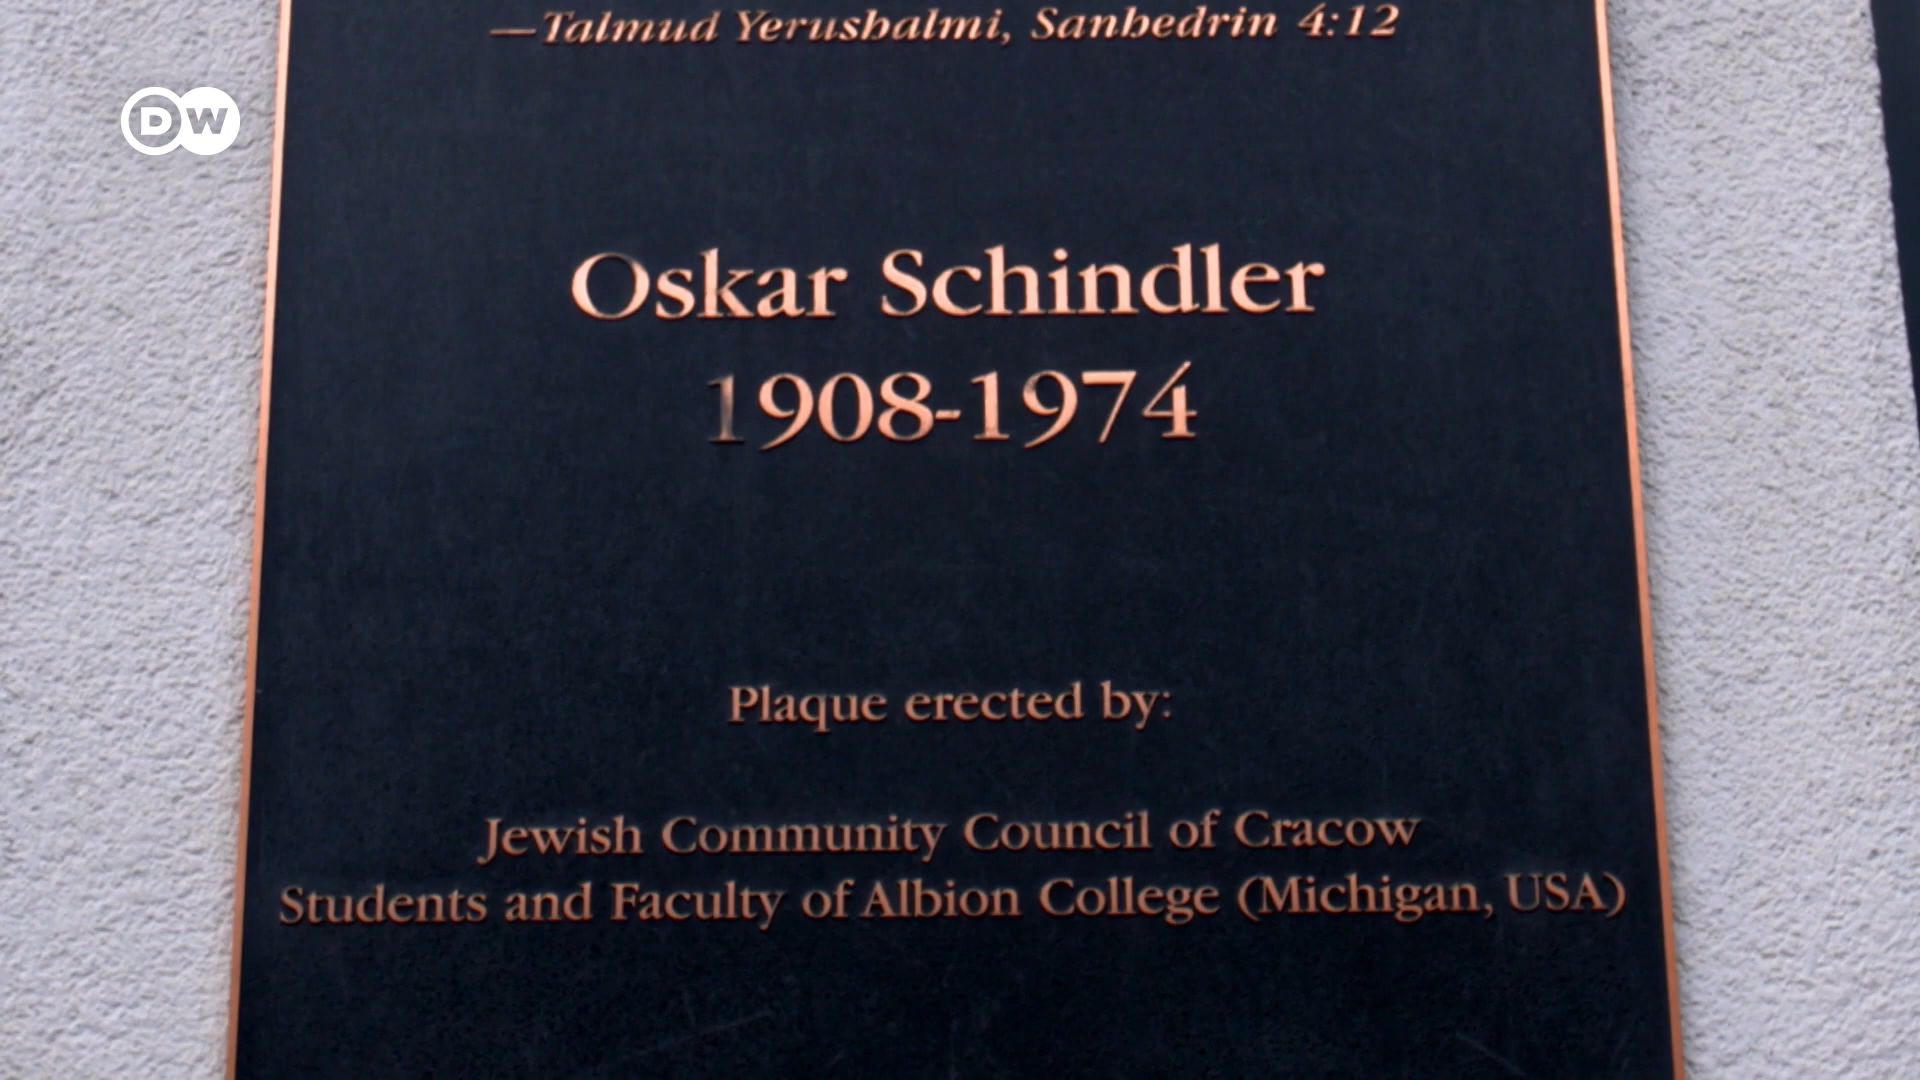 —Talmud Yerushalmi, Sanhedrin 4:12
DW
Oskar Schindler
1908-1974
Plaque erected by:
Jewish Community Council of Cracow
Students and Faculty of Albion College (Michigan, USA)